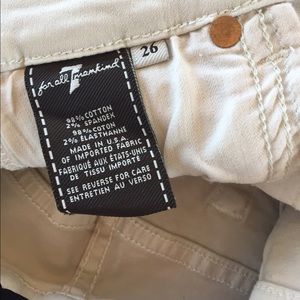 7
for all mankind
26
98% COTTON
2% SPANDEX
98% COTON
2% ELASTHANNE
MADE IN U.S.A
OF IMPORTED FABRIC
FABRIQUÉ AUX ÉTATS-UNIS
DE TISSU IMPORTE
SEE REVERSE FOR CARE
ENTRETIEN AU VERSO